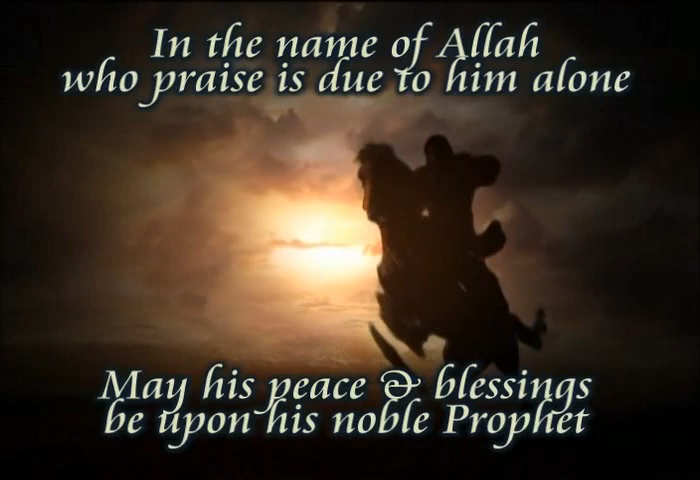 In the name of Allah
who praise is due to him alone
May his peace & blessings
be upon his noble Prophet